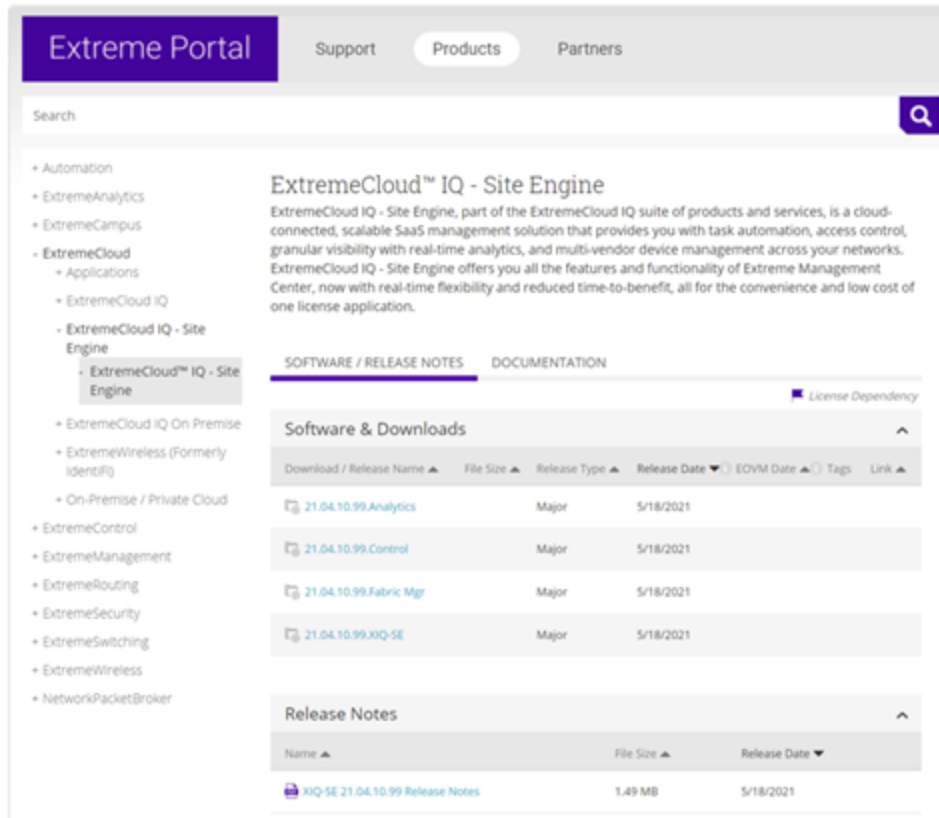 Extreme Portal
Support
Products
Partners
Search
+ Automation
+ ExtremeAnalytics
+ ExtremeCampus
- ExtremeCloud
+ Applications
+ ExtremeCloud IQ
- ExtremeCloud IQ - Site
Engine
- ExtremeCloud™ IQ - Site
Engine
+ ExtremeCloud IQ On Premise
+ ExtremeWireless (Formerly
IdentiFi)
+ On-Premise / Private Cloud
+ ExtremeControl
+ ExtremeManagement
+ ExtremeRouting
+ ExtremeSecurity
+ ExtremeSwitching
+ ExtremeWireless
+ NetworkPacketBroker
ExtremeCloud™ IQ - Site Engine
ExtremeCloud IQ - Site Engine, part of the ExtremeCloud IQ suite of products and services, is a cloud-
connected, scalable SaaS management solution that provides you with task automation, access control,
granular visibility with real-time analytics, and multi-vendor device management across your networks.
ExtremeCloud IQ - Site Engine offers you all the features and functionality of Extreme Management
Center, now with real-time flexibility and reduced time-to-benefit, all for the convenience and low cost of
one license application.
SOFTWARE / RELEASE NOTES DOCUMENTATION
License Dependency
Software & Downloads
Download / Release Name ▲ File Size ▲ Release Type ▲ Release Date ▼ EOVM Date ▲ Tags Link ▲
21.04.10.99.Analytics Major 5/18/2021
21.04.10.99.Control Major 5/18/2021
21.04.10.99.Fabric Mgr Major 5/18/2021
21.04.10.99.XIQ-SE Major 5/18/2021
Release Notes
Name ▲ File Size ▲ Release Date ▼
XIQ-SE 21.04.10.99 Release Notes 1.49 MB 5/18/2021